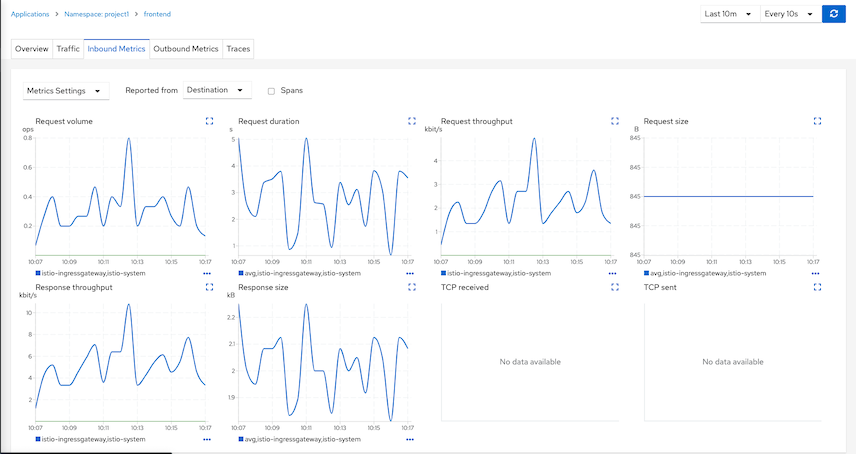 Applications > Namespace: project1 > frontend
Last 10m Every 10s
Overview Traffic Inbound Metrics Outbound Metrics Traces
Metrics Settings Reported from Destination Spans
Request volume
ops
0.8
0.6
0.4
0.2
10:07 10:09 10:11 10:13 10:15 10:17
istio-ingressgateway,istio-system
Request duration
s
5
4
3
2
1
10:07 10:09 10:11 10:13 10:15 10:17
avg,istio-ingressgateway,istio-system
Request throughput
kbit/s
4
3
2
1
10:07 10:09 10:11 10:13 10:15 10:17
istio-ingressgateway,istio-system
Request size
B
845
845
845
845
845
10:07 10:09 10:11 10:13 10:15 10:17
avg,istio-ingressgateway,istio-system
Response throughput
kbit/s
10
8
6
4
2
10:07 10:09 10:11 10:13 10:15 10:17
istio-ingressgateway,istio-system
Response size
kB
2.2
2.1
2
1.9
10:07 10:09 10:11 10:13 10:15 10:17
avg,istio-ingressgateway,istio-system
TCP received
No data available
TCP sent
No data available